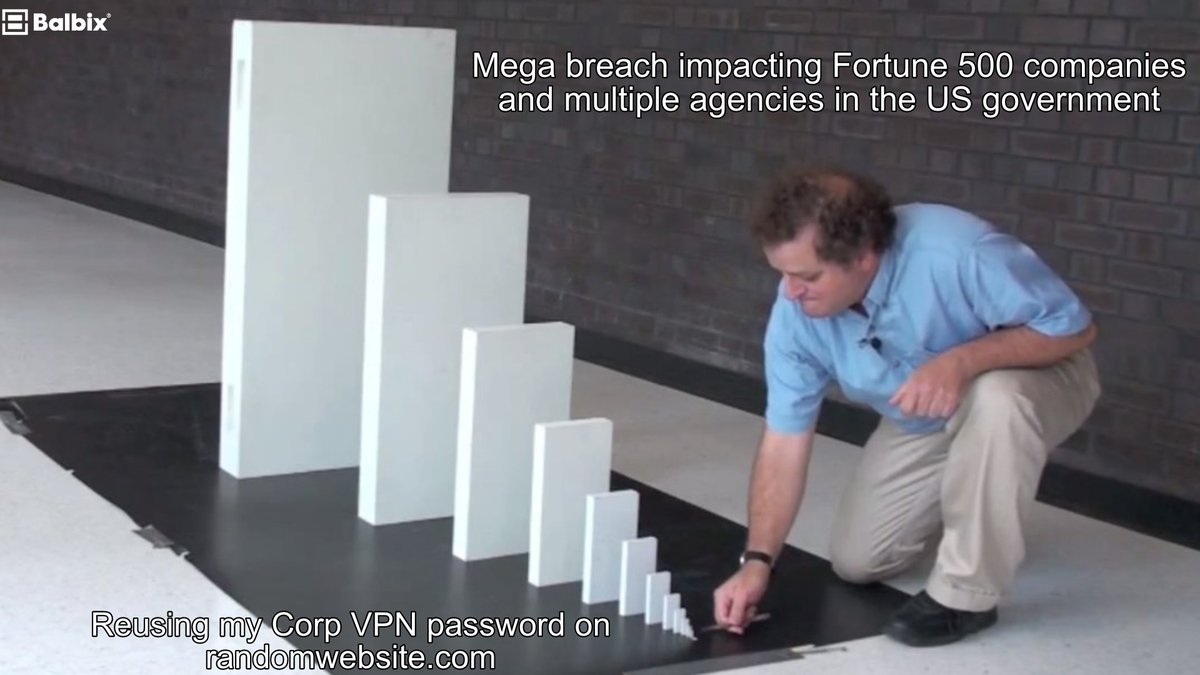 Balbix
Mega breach impacting Fortune 500 companies
and multiple agencies in the US government
Reusing my Corp VPN password on
randomwebsite.com